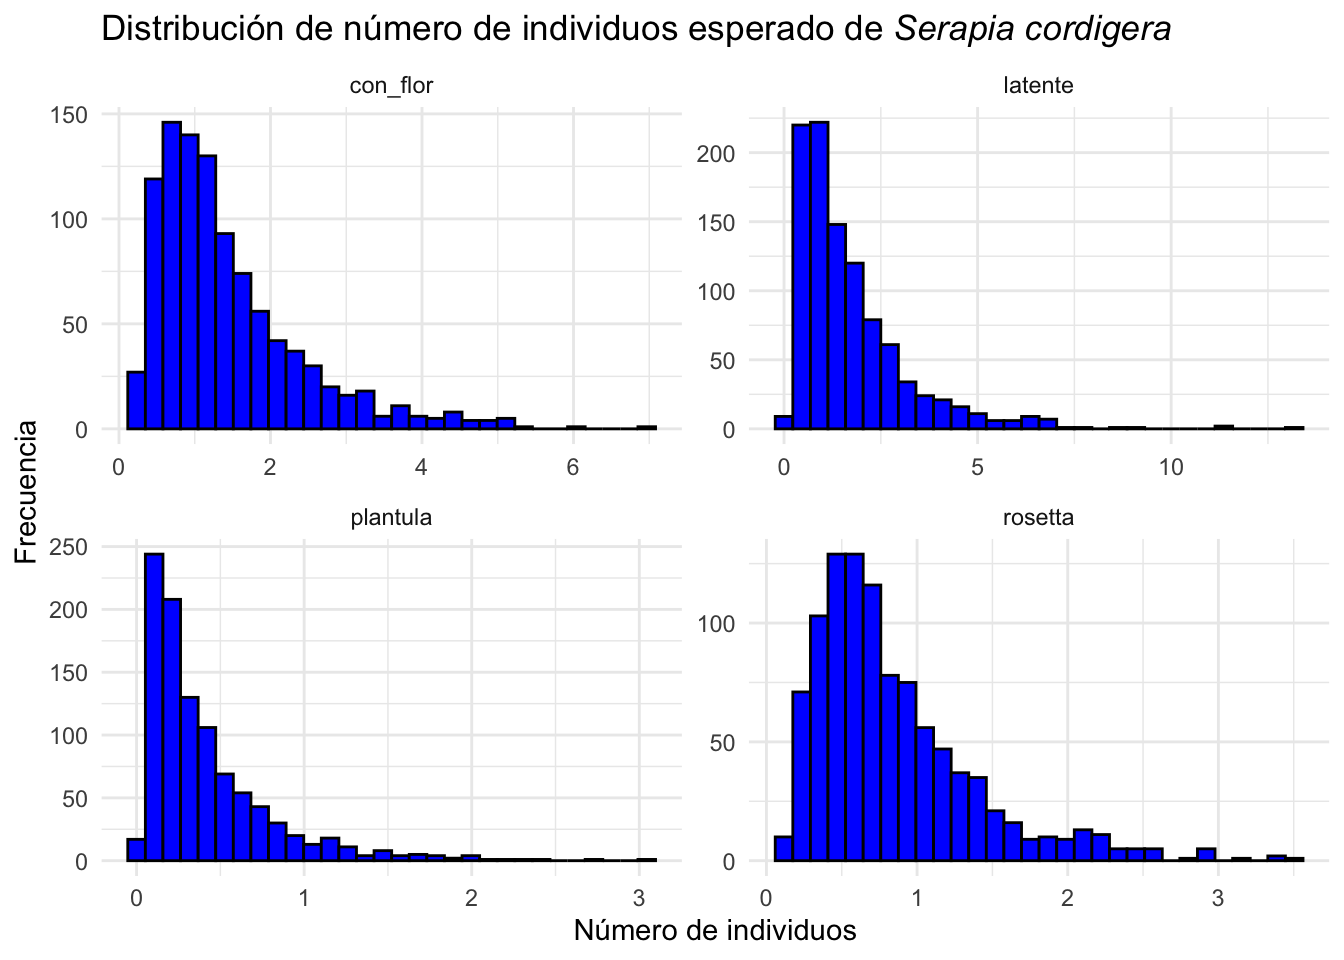 Distribución de número de individuos esperado de Serapia cordigera
con_flor
latente
150
100
50
0
0 2 4 6
200
150
100
50
0
0 5 10
Frecuencia
plantula
rosetta
250
200
150
100
50
0
0 1 2 3
100
50
0
0 1 2 3
Número de individuos